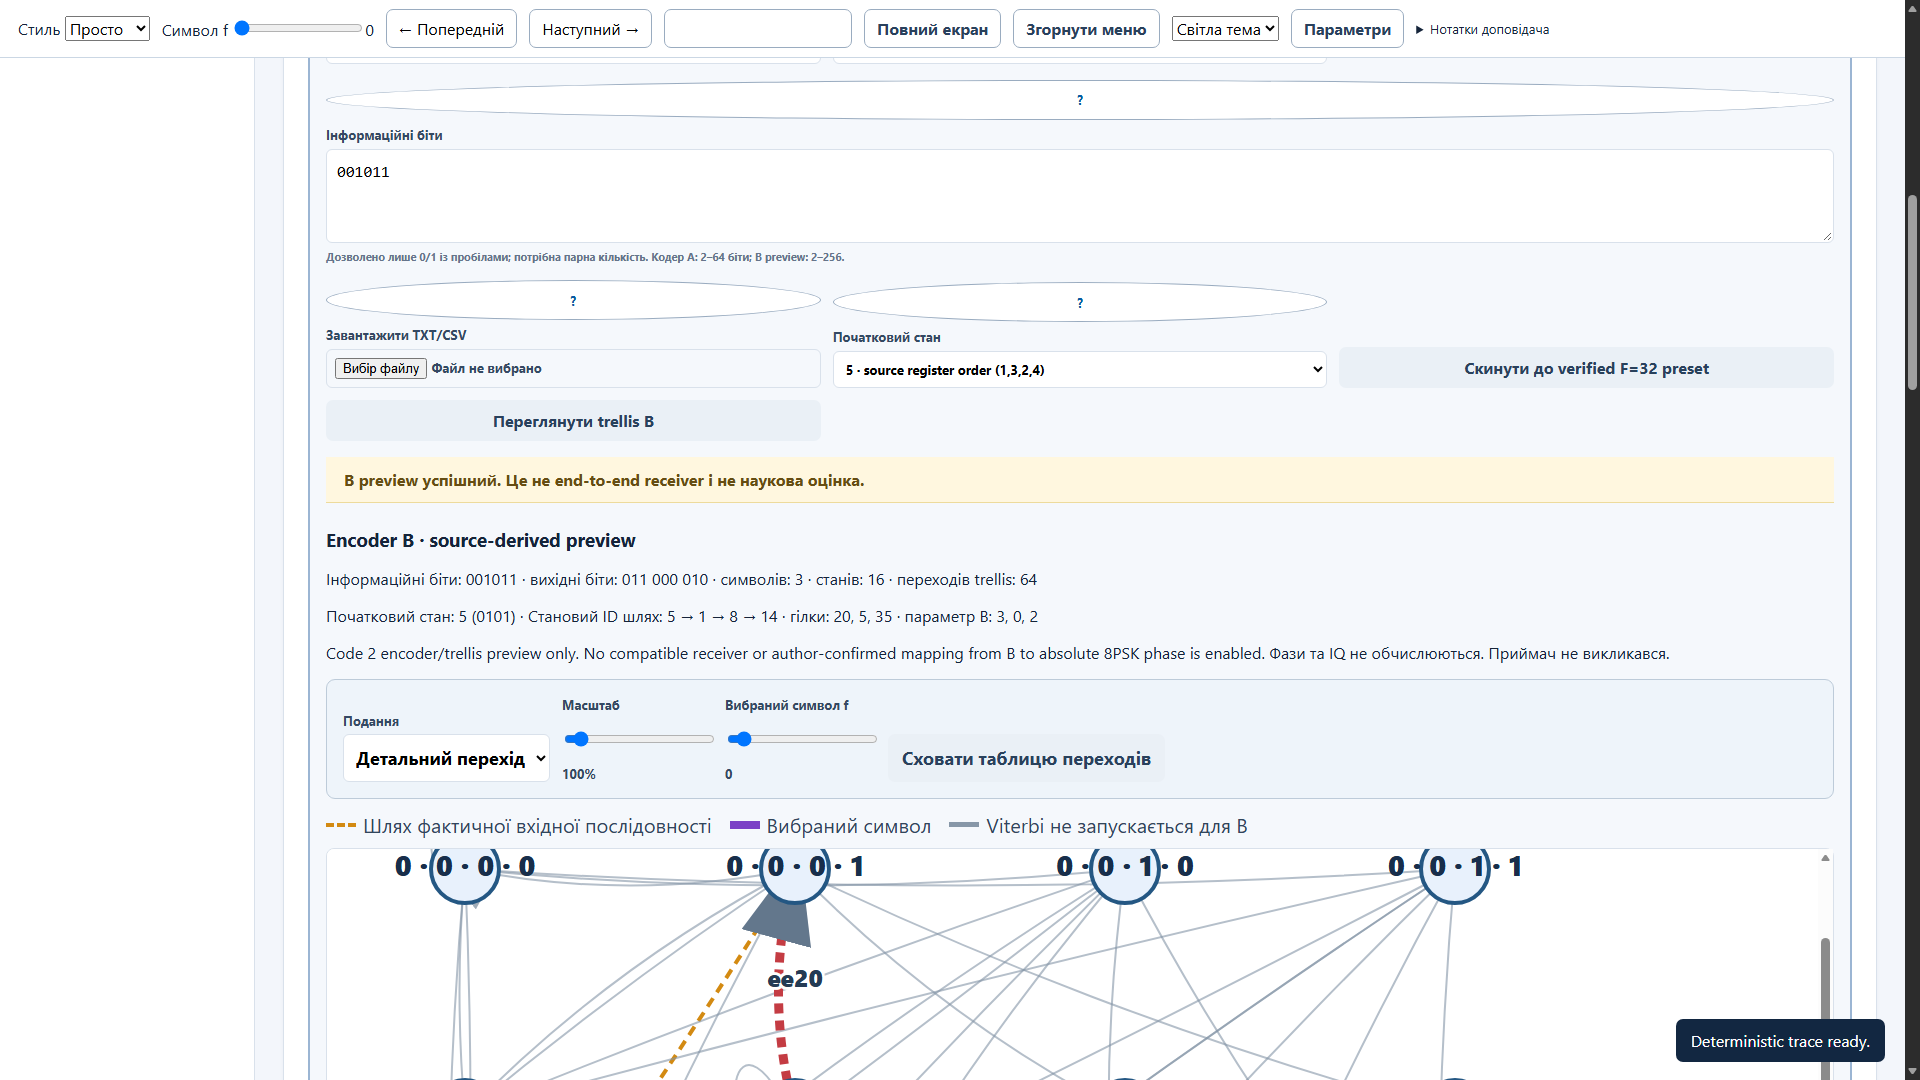 Стиль Просто Символ f 0 ← Попередній Наступний → Повний екран Згорнути меню Світла тема Параметри ▶ Нотатки доповідача
?
Інформаційні біти
001011
Дозволено лише 0/1 із пробілами; потрібна парна кількість. Кодер A: 2–64 біти; B preview: 2–256.
? ?
Завантажити TXT/CSV Початковий стан
Вибір файлу Файл не вибрано 5 · source register order (1,3,2,4) Скинути до verified F=32 preset
Переглянути trellis B
B preview успішний. Це не end-to-end receiver і не наукова оцінка.
Encoder B · source-derived preview
Інформаційні біти: 001011 · вихідні біти: 011 000 010 · символів: 3 · станів: 16 · переходів trellis: 64
Початковий стан: 5 (0101) · Становий ID шлях: 5 → 1 → 8 → 14 · гілки: 20, 5, 35 · параметр B: 3, 0, 2
Code 2 encoder/trellis preview only. No compatible receiver or author-confirmed mapping from B to absolute 8PSK phase is enabled. Фази та IQ не обчислюються. Приймач не викликався.
Подання Масштаб Вибраний символ f
Детальний перехід 100% 0 Сховати таблицю переходів
Шлях фактичної вхідної послідовності Вибраний символ Viterbi не запускається для B
0 · 0 · 0 · 0 0 · 0 · 0 · 1 0 · 0 · 1 · 0 0 · 0 · 1 · 1
ee20
Deterministic trace ready.